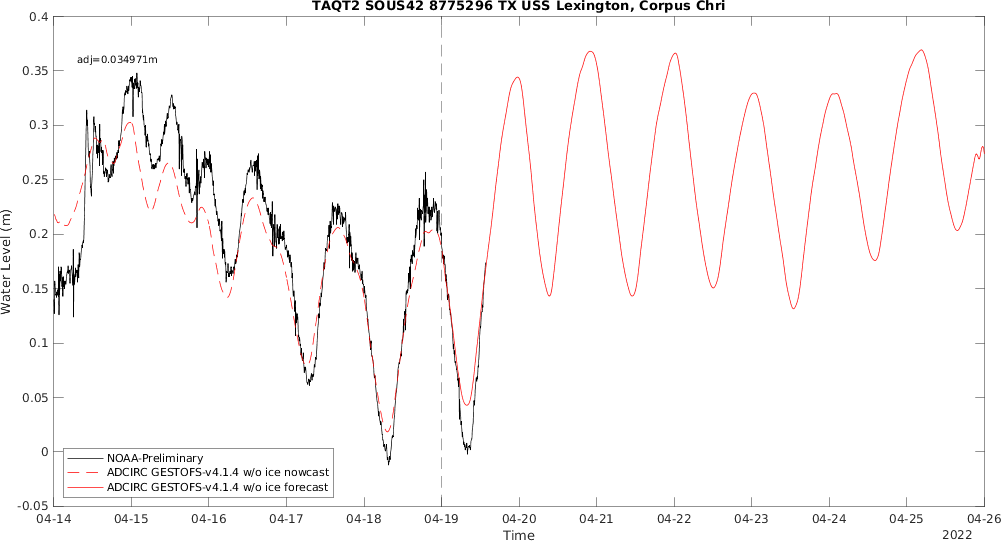 TAQT2 SOUS42 8775296 TX USS Lexington, Corpus Chri
adj=0.034971m
0.4
0.35
0.3
0.25
0.2
0.15
0.1
0.05
0
-0.05
Water Level (m)
NOAA-Preliminary
ADCIRC GESTOFS-v4.1.4 w/o ice nowcast
ADCIRC GESTOFS-v4.1.4 w/o ice forecast
04-14 04-15 04-16 04-17 04-18 04-19 04-20 04-21 04-22 04-23 04-24 04-25 04-26
Time
2022